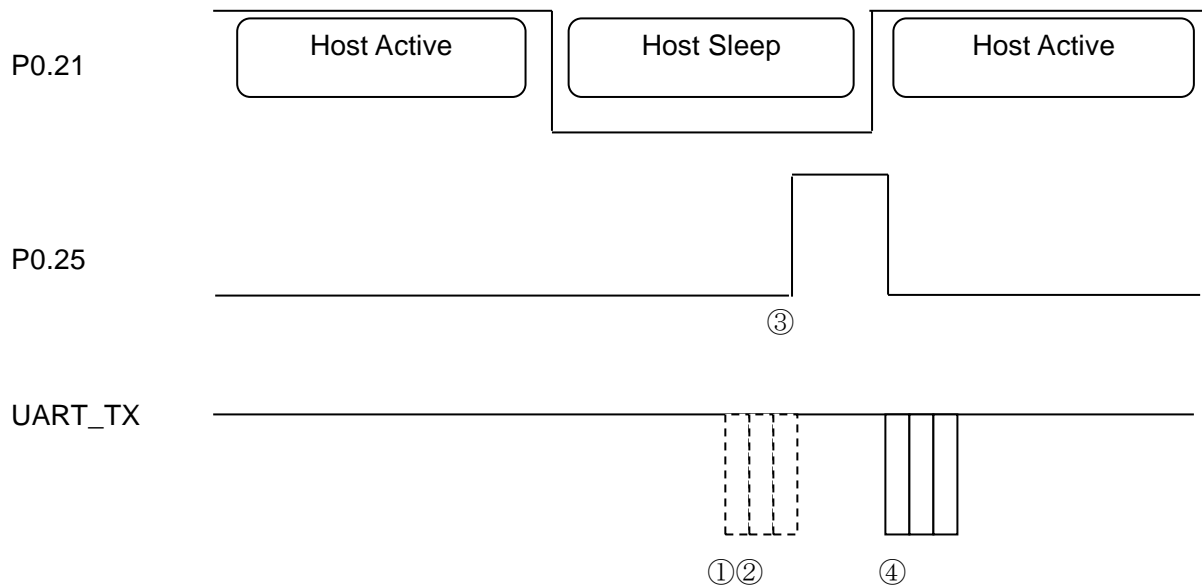 Host Active
Host Sleep
Host Active
P0.21
P0.25
③
UART_TX
①②
④